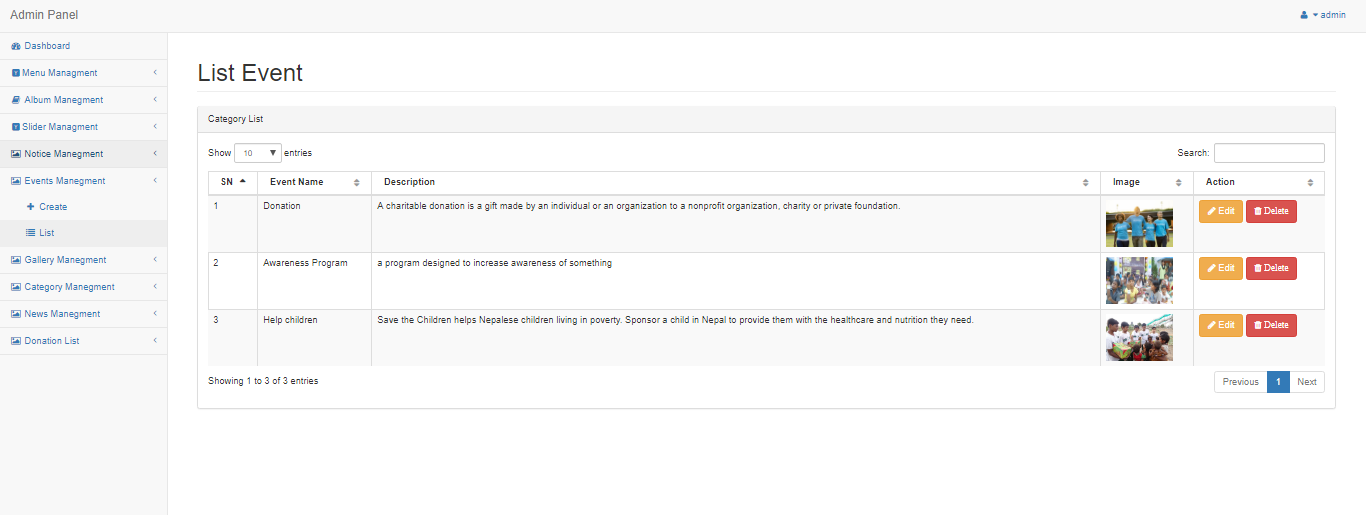 Admin Panel
admin
Dashboard
Menu Managment
Album Manegment
Slider Managment
Notice Manegment
Events Manegment
Create
List
Gallery Manegment
Category Manegment
News Manegment
Donation List
List Event
Category List
Show 10 entries
Search:
SN Event Name Description Image Action
1 Donation A charitable donation is a gift made by an individual or an organization to a nonprofit organization, charity or private foundation. Edit Delete
2 Awareness Program a program designed to increase awareness of something Edit Delete
3 Help children Save the Children helps Nepalese children living in poverty. Sponsor a child in Nepal to provide them with the healthcare and nutrition they need. Edit Delete
Showing 1 to 3 of 3 entries
Previous 1 Next